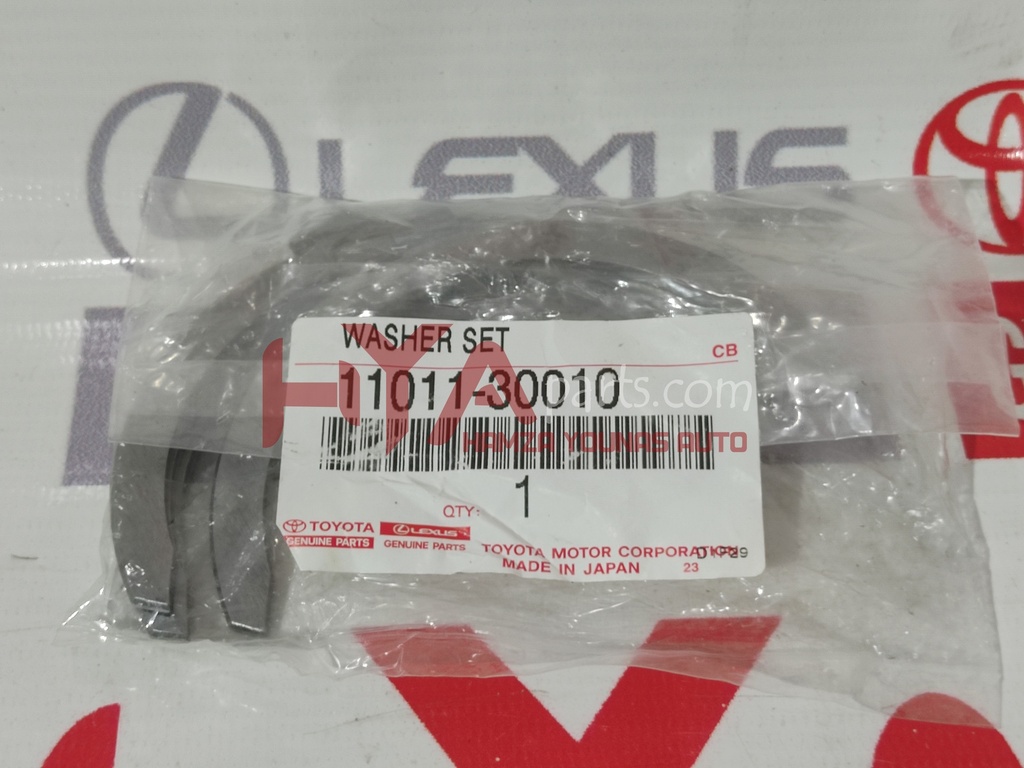 LEXUS
WASHER SET
CB
11011-30010
HYAparts.com
HAMZA YOUNAS AUTO
QTY: 1
TOYOTA LEXUS
GENUINE PARTS GENUINE PARTS
TOYOTA MOTOR CORPORATION
MADE IN JAPAN 23